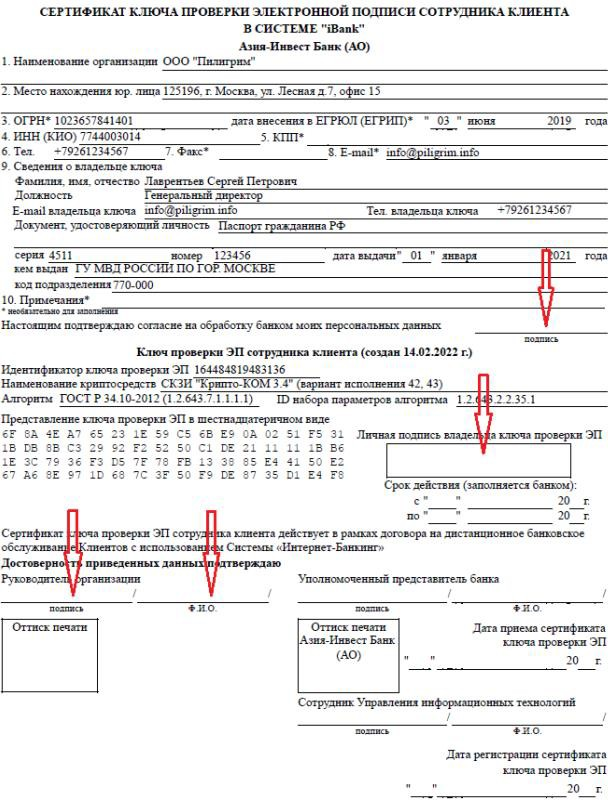 СЕРТИФИКАТ КЛЮЧА ПРОВЕРКИ ЭЛЕКТРОННОЙ ПОДПИСИ СОТРУДНИКА КЛИЕНТА
В СИСТЕМЕ "iBank"
Азия-Инвест Банк (АО)
1. Наименование организации ООО "Пилигрим"
2. Место нахождения юр. лица 125196, г. Москва, ул. Лесная д.7, офис 15
3. ОГРН* 1023657841401 дата внесения в ЕГРЮЛ (ЕГРИП)* " 03 " июня 2019 года
4. ИНН (КИО) 7744003014 5. КПП*
6. Тел. +79261234567 7. Факс* 8. E-mail* info@piligrim.info
9. Сведения о владельце ключа
Фамилия, имя, отчество Лаврентьев Сергей Петрович
Должность Генеральный директор
E-mail владельца ключа info@piligrim.info Тел. владельца ключа +79261234567
Документ, удостоверяющий личность Паспорт гражданина РФ
серия 4511 номер 123456 дата выдачи" 01 " января 2021 года
кем выдан ГУ МВД РОССИИ ПО ГОР. МОСКВЕ
код подразделения 770-000
10. Примечания*
* необязательно для заполнения
Настоящим подтверждаю согласие на обработку банком моих персональных данных
подпись
Ключ проверки ЭП сотрудника клиента (создан 14.02.2022 г.)
Идентификатор ключа проверки ЭП 164484819483136
Наименование криптосредств СКЗИ "Крипто-КОМ 3.4" (вариант исполнения 42, 43)
Алгоритм ГОСТ Р 34.10-2012 (1.2.643.7.1.1.1.1) ID набора параметров алгоритма 1.2.643.2.2.35.1
Представление ключа проверки ЭП в шестнадцатеричном виде
6F 8A 4E A7 65 23 1E 59 C5 6B E9 0A 02 51 F5 31
1B DB 8B C3 29 92 F2 52 50 C1 DE 21 11 11 1B B6
1E 3C 79 36 F3 D5 7F 78 FB 13 38 85 E4 41 50 E2
67 A6 8E 97 1D 68 7C 3F 50 F9 DE 87 35 D1 E4 F8
Личная подпись владельца ключа проверки ЭП
Срок действия (заполняется банком):
с " " 20 г.
по " " 20 г.
Сертификат ключа проверки ЭП сотрудника клиента действует в рамках договора на дистанционное банковское
обслуживание Клиентов с использованием Системы «Интернет-Банкинг»
Достоверность приведенных данных подтверждаю
Руководитель организации Уполномоченный представитель банка
/ / / /
подпись Ф.И.О. подпись Ф.И.О.
Оттиск печати
Оттиск печати
Азия-Инвест Банк
(АО)
Дата приема сертификата
ключа проверки ЭП
" " 20 г.
Сотрудник Управления информационных технологий
/ /
подпись Ф.И.О.
Дата регистрации сертификата
ключа проверки ЭП
" " 20 г.